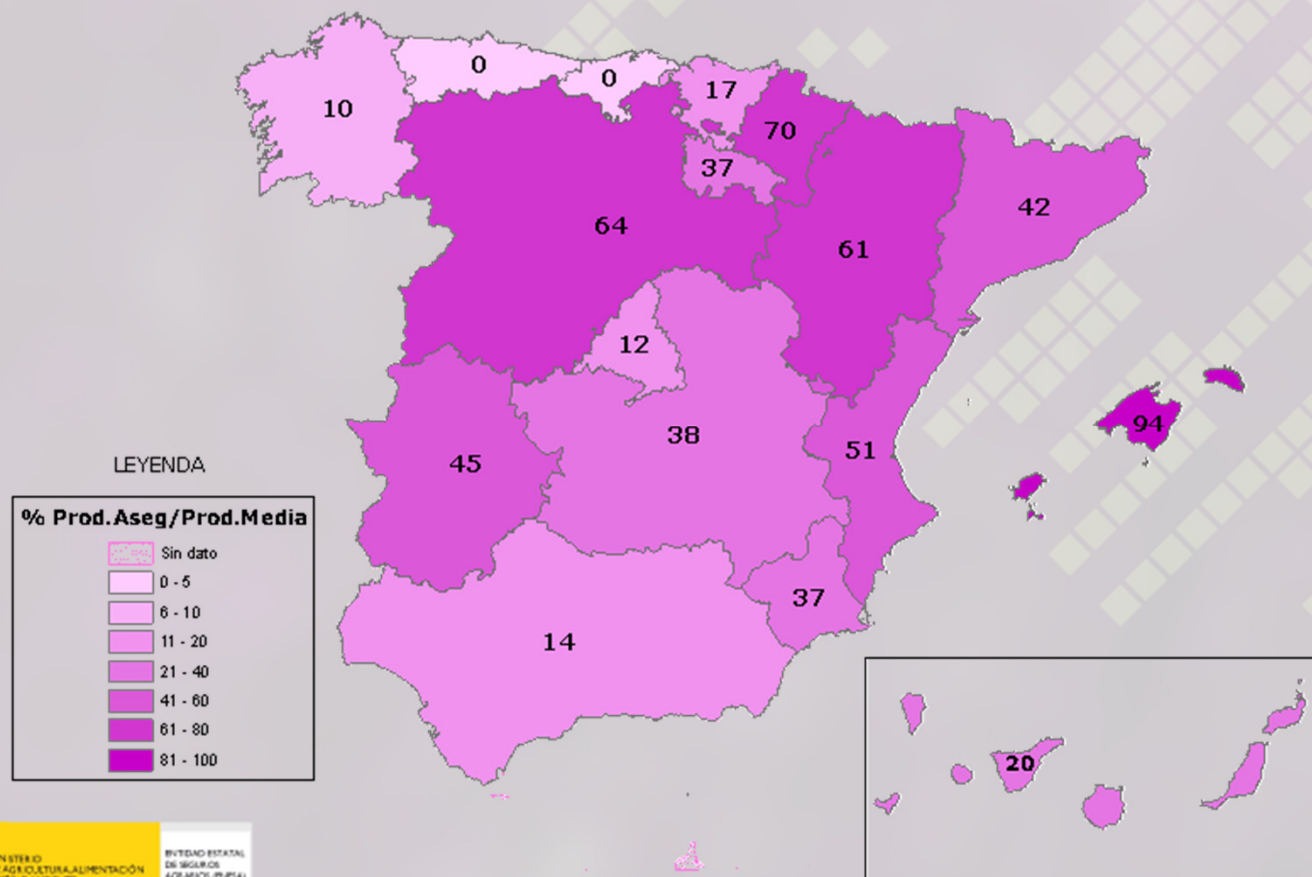 0
0
17
10
70
37
42
64
61
12
94
38
51
45
37
14
20
LEYENDA
% Prod.Aseg/Prod.Media
Sin dato
0 - 5
6 - 10
11 - 20
21 - 40
41 - 60
61 - 80
81 - 100
AGRICULTURA,ALIMENTACIÓN
ENTIDAD ESTATAL
DE SEGUROS